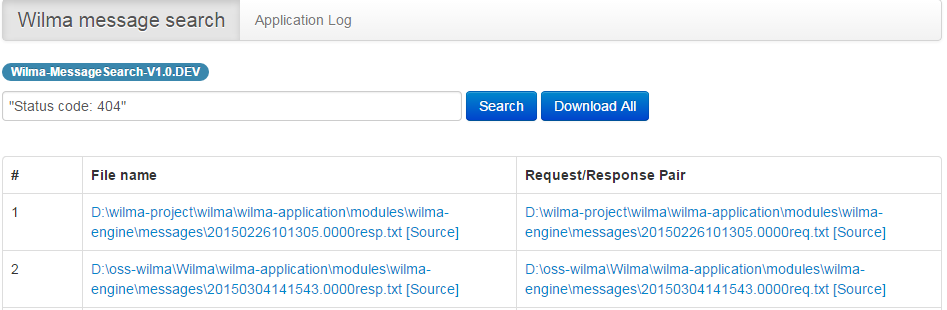 Wilma message search Application Log
Wilma-MessageSearch-V1.0.DEV
"Status code: 404" Search Download All
# File name Request/Response Pair
1 D:\wilma-project\wilma\wilma-application\modules\wilma- D:\wilma-project\wilma\wilma-application\modules\wilma-
engine\messages\20150226101305.0000resp.txt [Source] engine\messages\20150226101305.0000req.txt [Source]
2 D:\oss-wilma\Wilma\wilma-application\modules\wilma- D:\oss-wilma\Wilma\wilma-application\modules\wilma-
engine\messages\20150304141543.0000resp.txt [Source] engine\messages\20150304141543.0000req.txt [Source]